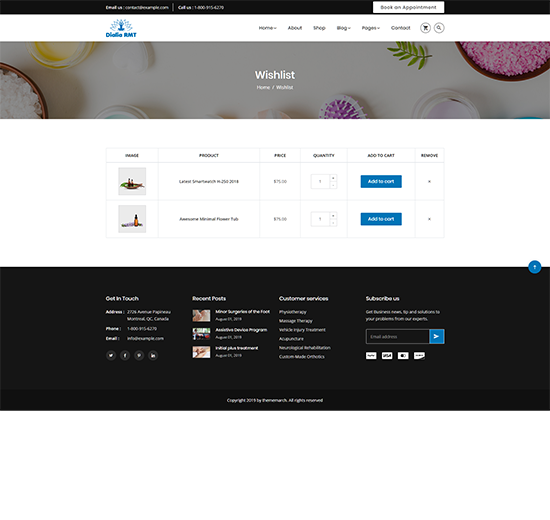 Email us : contact@example.com Call us : 1-800-915-6270 Book an Appointment
Dialia RMT
Home About Shop Blog Pages Contact
Wishlist
Home / Wishlist
IMAGE PRODUCT PRICE QUANTITY ADD TO CART REMOVE
Latest Smartwatch m-250 2018 $75.00 1 Add to cart
Awesome Minimal Flower Tub $75.00 1 Add to cart
Get In Touch
Address : 2726 Avenue Papineau
Montreal, QC, Canada
Phone : 1-800-915-6270
Email : info@example.com
Recent Posts
Minor Surgeries of the Foot
August 01, 2019
Assistive Device Program
August 01, 2019
Initial plus treatment
August 01, 2019
Customer services
Physiotherapy
Massage Therapy
Vehicle Injury Treatment
Acupuncture
Neurological Rehabilitation
Custom-Made Orthotics
Subscribe us
Get Business news, tip and solutions to
your problems from our experts.
Email address
VISA
Copyright 2019 by thememarch. All rights reserved